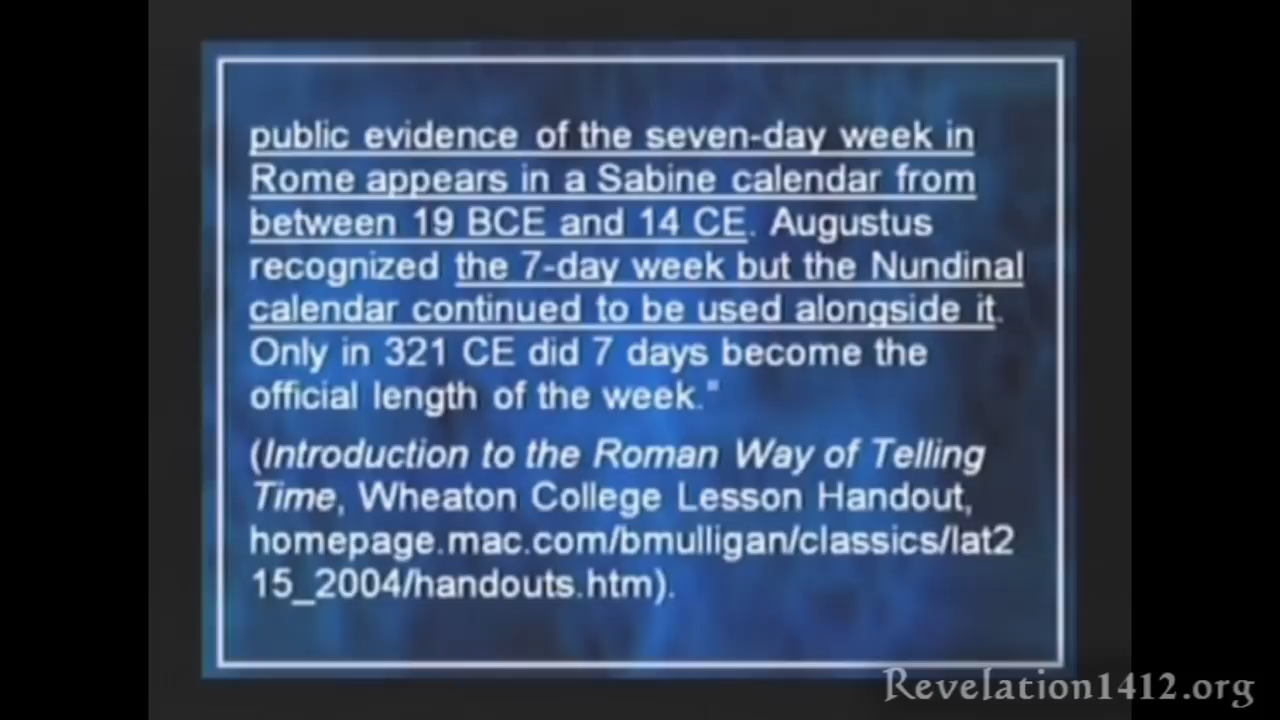 public evidence of the seven-day week in
Rome appears in a Sabine calendar from
between 19 BCE and 14 CE. Augustus
recognized the 7-day week but the Nundinal
calendar continued to be used alongside it.
Only in 321 CE did 7 days become the
official length of the week."
(Introduction to the Roman Way of Telling
Time, Wheaton College Lesson Handout,
homepage.mac.com/bmulligan/classics/lat2
15_2004/handouts.htm).
Revelation1412.org